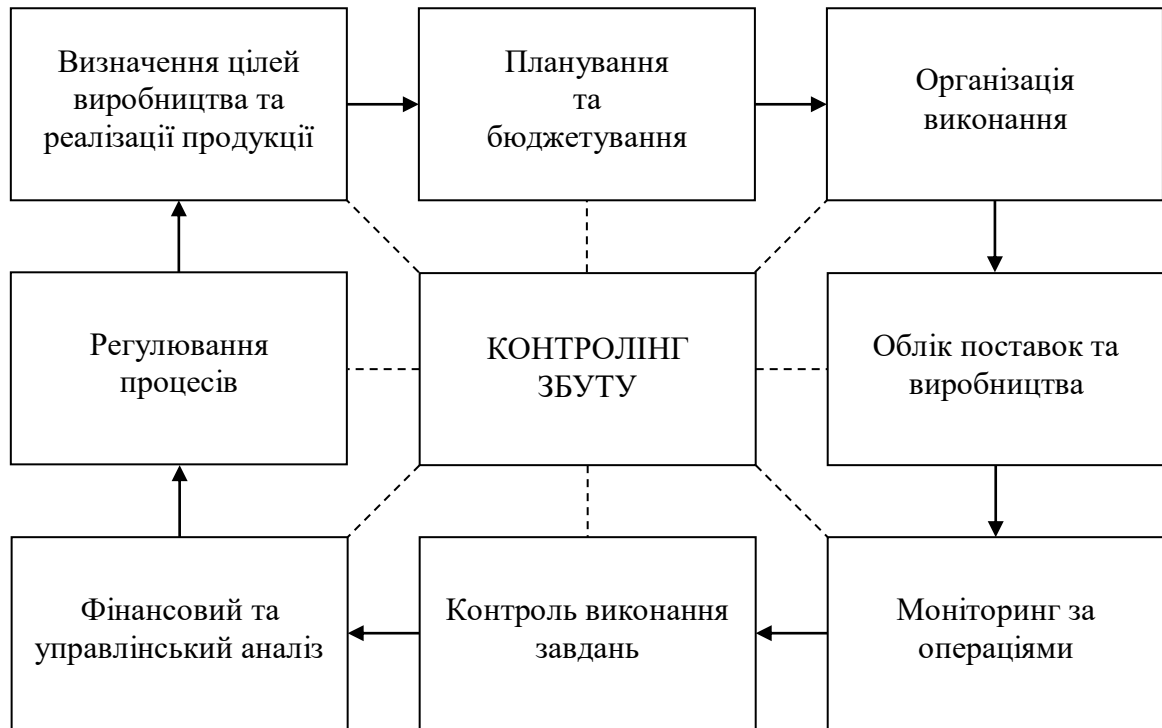 Визначення цілей
виробництва та
реалізації продукції
Планування
та
бюджетування
Організація
виконання
Регулювання
процесів
КОНТРОЛІНГ
ЗБУТУ
Облік поставок та
виробництва
Фінансовий та
управлінський аналіз
Контроль виконання
завдань
Моніторинг за
операціями